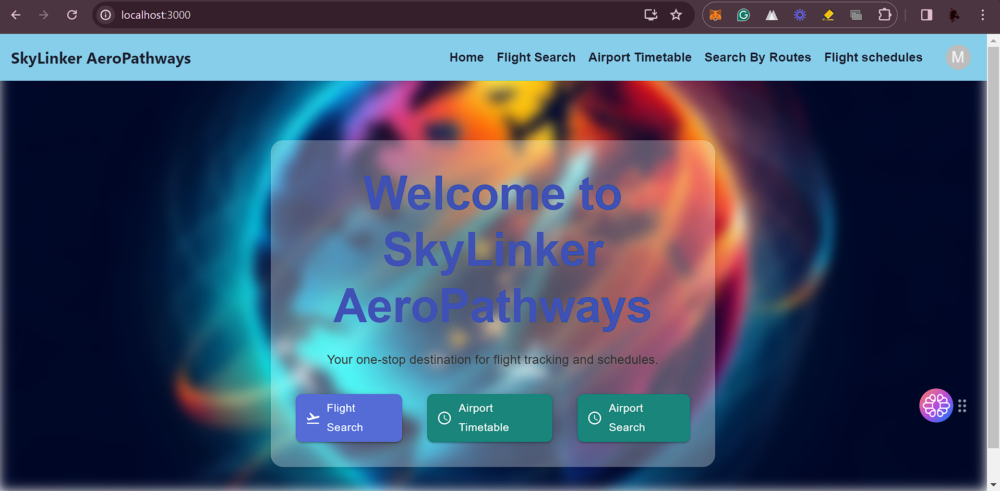 localhost:3000
SkyLinker AeroPathways
Home Flight Search Airport Timetable Search By Routes Flight schedules M
Welcome to
SkyLinker
AeroPathways
Your one-stop destination for flight tracking and schedules.
Flight
Search
Airport
Timetable
Airport
Search